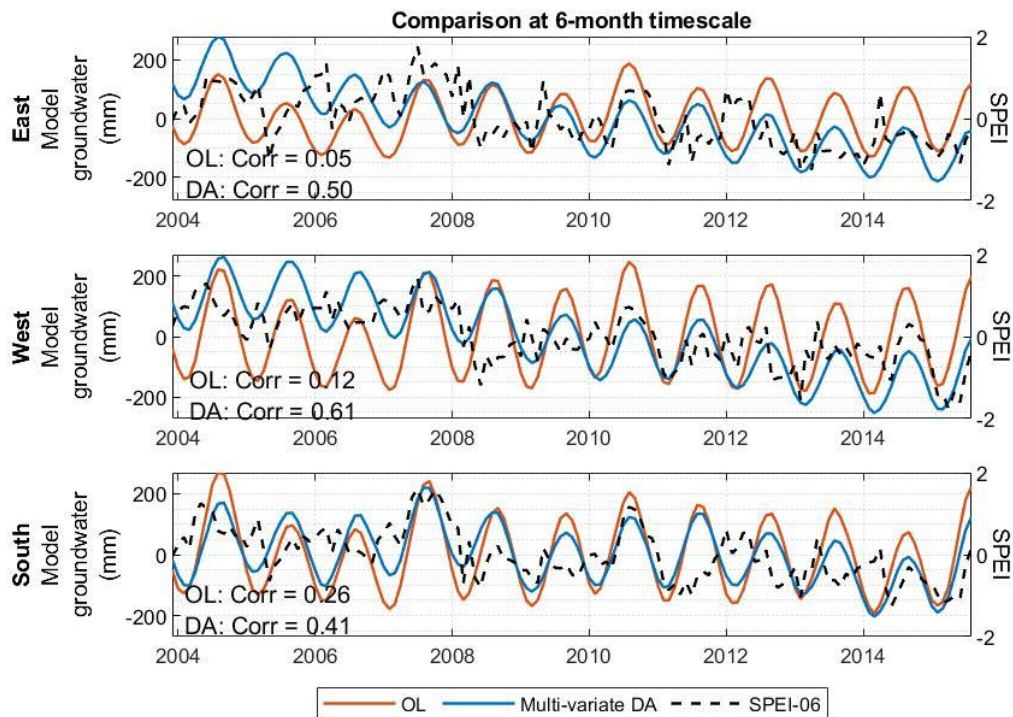 Comparison at 6-month timescale
East
Model
groundwater
(mm)
200
0
-200
2
0
-2
SPEI
OL: Corr = 0.05
DA: Corr = 0.50
2004 2006 2008 2010 2012 2014
West
Model
groundwater
(mm)
200
0
-200
2
0
-2
SPEI
OL: Corr = 0.12
DA: Corr = 0.61
2004 2006 2008 2010 2012 2014
South
Model
groundwater
(mm)
200
0
-200
2
0
-2
SPEI
OL: Corr = 0.26
DA: Corr = 0.41
2004 2006 2008 2010 2012 2014
OL Multi-variate DA SPEI-06